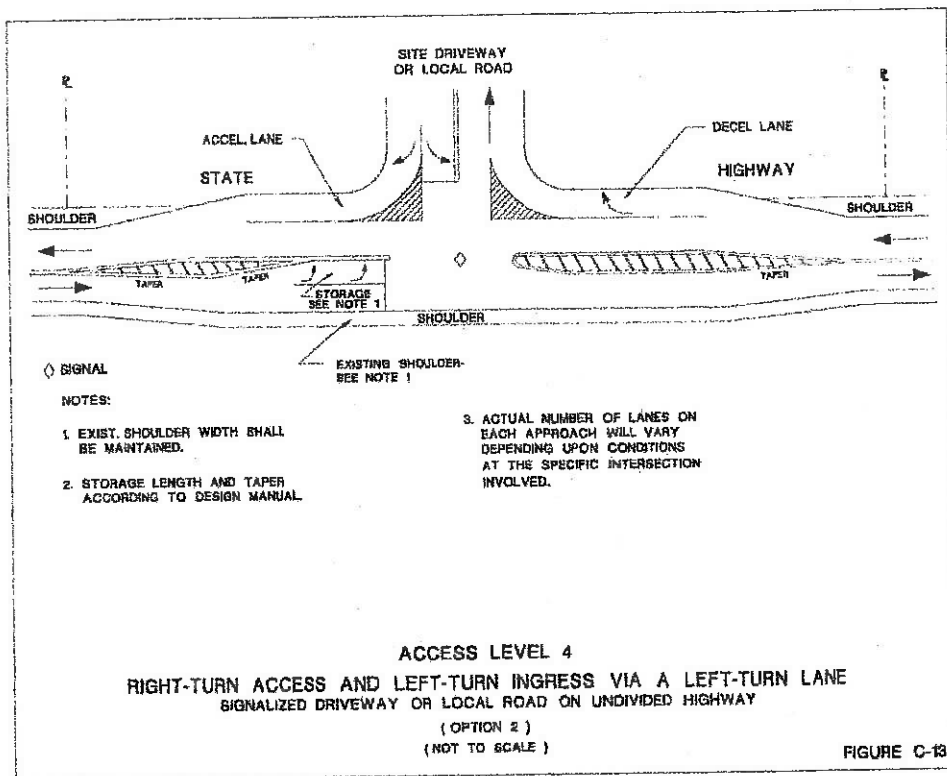 SITE DRIVEWAY
OR LOCAL ROAD
PL
PL
ACCEL. LANE
DECEL LANE
STATE
HIGHWAY
SHOULDER
SHOULDER
TAPER
TAPER
TAPER
STORAGE
SEE NOTE 1
SHOULDER
EXISTING SHOULDER-
SEE NOTE 1
SIGNAL
NOTES:
1. EXIST. SHOULDER WIDTH SHALL
BE MAINTAINED.
2. STORAGE LENGTH AND TAPER
ACCORDING TO DESIGN MANUAL.
3. ACTUAL NUMBER OF LANES ON
EACH APPROACH WILL VARY
DEPENDING UPON CONDITIONS
AT THE SPECIFIC INTERSECTION
INVOLVED.
ACCESS LEVEL 4
RIGHT-TURN ACCESS AND LEFT-TURN INGRESS VIA A LEFT-TURN LANE
SIGNALIZED DRIVEWAY OR LOCAL ROAD ON UNDIVIDED HIGHWAY
( OPTION 2 )
( NOT TO SCALE )
FIGURE C-13